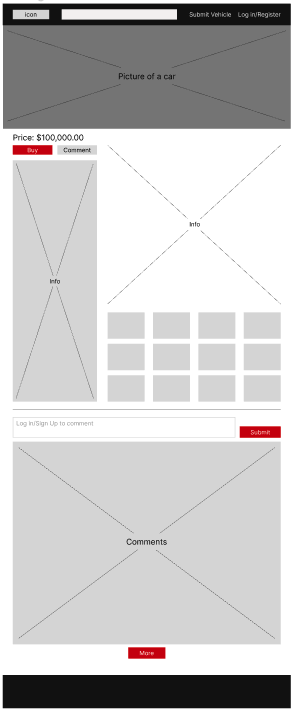 icon Submit Vehicle Log in/Register
Picture of a car
Price: $100,000.00
Buy Comment
Info
Info
Log in/Sign Up to comment
Submit
Comments
More